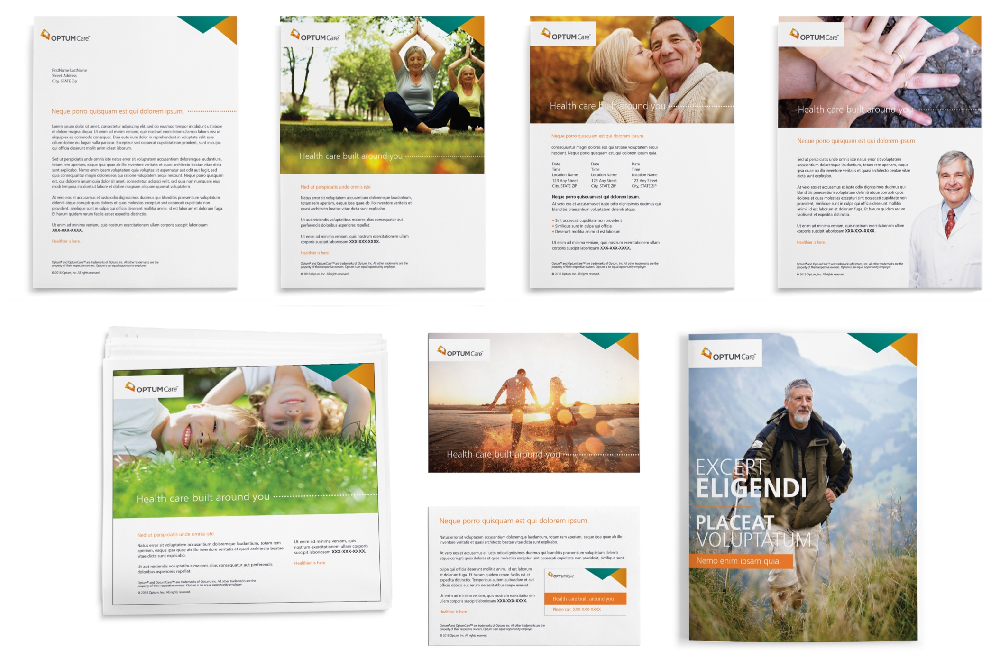 OPTUMCare™
FirstName LastName
Street Address
City, STATE Zip
Neque porro quisquam est qui dolorem ipsum.
Lorem ipsum dolor sit amet, consectetur adipiscing elit, sed do eiusmod tempor incididunt ut labore
et dolore magna aliqua. Ut enim ad minim veniam, quis nostrud exercitation ullamco laboris nisi ut
aliquip ex ea commodo consequat. Duis aute irure dolor in reprehenderit in voluptate velit esse
cillum dolore eu fugiat nulla pariatur. Excepteur sint occaecat cupidatat non proident, sunt in culpa
qui officia deserunt mollit anim id est laborum.
Sed ut perspiciatis unde omnis iste natus error sit voluptatem accusantium doloremque laudantium,
totam rem aperiam, eaque ipsa quae ab illo inventore veritatis et quasi architecto beatae vitae dicta
sunt explicabo. Nemo enim ipsam voluptatem quia voluptas sit aspernatur aut odit aut fugit, sed
quia consequuntur magni dolores eos qui ratione voluptatem sequi nesciunt. Neque porro quisquam
est, qui dolorem ipsum quia dolor sit amet, consectetur, adipisci velit, sed quia non numquam eius
modi tempora incidunt ut labore et dolore magnam aliquam quaerat voluptatem.
At vero eos et accusamus et iusto odio dignissimos ducimus qui blanditiis praesentium voluptatum
deleniti atque corrupti quos dolores et quas molestias excepturi sint occaecati cupiditate non
provident, similique sunt in culpa qui officia deserunt mollitia animi, id est laborum et dolorum fuga.
Et harum quidem rerum facilis est et expedita distinctio.
Ut enim ad minima veniam, quis nostrum exercitationem ullam corporis suscipit laboriosam
XXX-XXX-XXXX.
Healthier is here.
Optum® and OptumCare™ are trademarks of Optum, Inc. All other trademarks are the
property of their respective owners. Optum is an equal opportunity employer.
© 2016 Optum, Inc. All rights reserved.
OPTUMCare™
Health care built around you
Ned ut perspiciatis unde omnis iste
Natus error sit voluptatem accusantium doloremque laudantium,
totam rem aperiam, eaque ipsa quae ab illo inventore veritatis et
quasi architecto beatae vitae dicta sunt explicabo.
Ut aut reiciendis voluptatibus maiores alias consequatur aut
perferendis doloribus asperiores repellat.
Ut enim ad minima veniam, quis nostrum exercitationem ullam
corporis suscipit laboriosam XXX-XXX-XXXX.
Healthier is here.
Optum® and OptumCare™ are trademarks of Optum, Inc. All other trademarks are the
property of their respective owners. Optum is an equal opportunity employer.
© 2016 Optum, Inc. All rights reserved.
OPTUMCare™
Health care built around you
Neque porro quisquam est qui dolorem ipsum.
consequuntur magni dolores eos qui ratione voluptatem sequi
nesciunt. Neque porro quisquam est, qui dolorem ipsum quia.
Date Date Date
Time Time Time
Location Name Location Name Location Name
123 Any Street 123 Any Street 123 Any Street
City, STATE ZIP City, STATE ZIP City, STATE ZIP
Neque porro quisquam est qui dolorem ipsum.
At vero eos et accusamus et iusto odio dignissimos ducimus qui
blanditiis praesentium voluptatum deleniti atque.
• Sint occaecati cupiditate non provident
• Similique sunt in culpa qui officia
• Deserunt mollitia animi id est laborum
Ut enim ad minima veniam, quis nostrum exercitationem ullam
corporis suscipit laboriosam XXX-XXX-XXXX.
Optum® and OptumCare™ are trademarks of Optum, Inc. All other trademarks are the
property of their respective owners. Optum is an equal opportunity employer.
© 2016 Optum, Inc. All rights reserved.
OPTUMCare™
Health care built around you
Neque porro quisquam est qui dolorem ipsum.
Sed ut perspiciatis unde omnis iste natus error sit voluptatem
accusantium doloremque laudantium, totam rem aperiam, eaque
ipsa quae ab illo inventore veritatis et quasi architecto beatae vitae
dicta sunt explicabo.
At vero eos et accusamus et iusto odio dignissimos ducimus qui
blanditiis praesentium voluptatum deleniti atque corrupti quos
dolores et quas molestias excepturi sint occaecati cupiditate non
provident, similique sunt in culpa qui officia deserunt mollitia
animi, id est laborum et dolorum fuga. Et harum quidem rerum
facilis est et expedita distinctio.
Ut enim ad minima veniam, quis nostrum exercitationem ullam
corporis suscipit laboriosam XXX-XXX-XXXX.
Healthier is here.
Optum® and OptumCare™ are trademarks of Optum, Inc. All other trademarks are the
property of their respective owners. Optum is an equal opportunity employer.
© 2016 Optum, Inc. All rights reserved.
OPTUMCare™
Health care built around you
Ned ut perspiciatis unde omnis iste
Natus error sit voluptatem accusantium doloremque laudantium, totam rem
aperiam, eaque ipsa quae ab illo inventore veritatis et quasi architecto beatae
vitae dicta sunt explicabo.
Ut aut reiciendis voluptatibus maiores alias consequatur aut perferendis
doloribus asperiores repellat.
Optum® and OptumCare™ are trademarks of Optum, Inc. All other trademarks are the
property of their respective owners. Optum is an equal opportunity employer.
© 2016 Optum, Inc. All rights reserved.
Ut enim ad minima veniam, quis
nostrum exercitationem ullam corporis
suscipit laboriosam XXX-XXX-XXXX.
Healthier is here.
OPTUMCare™
Health care built around you
Neque porro quisquam est qui dolorem ipsum.
Natus error sit voluptatem accusantium doloremque laudantium, totam rem aperiam, eaque ipsa quae ab illo
inventore veritatis et quasi architecto beatae vitae dicta sunt explicabo.
At vero eos et accusamus et iusto odio dignissimos ducimus qui blanditiis praesentium voluptatum deleniti
atque corrupti quos dolores et quas molestias excepturi sint occaecati cupiditate non provident, similique sunt.
culpa qui officia deserunt mollitia animi, id est laborum
et dolorum fuga. Et harum quidem rerum facilis est et
expedita distinctio. Temporibus autem quibusdam et aut
officiis debitis aut rerum necessitatibus saepe eveniet.
Ut enim ad minima veniam, quis nostrum exercitationem
ullam corporis suscipit laboriosam XXX-XXX-XXXX.
Healthier is here.
Optum® and OptumCare™ are trademarks of Optum, Inc. All other trademarks are the
property of their respective owners. Optum is an equal opportunity employer.
© 2016 Optum, Inc. All rights reserved.
OPTUMCare™
Health care built around you
Please call: XXX-XXX-XXXX
OPTUMCare™
EXCEPT
ELIGENDI
PLACEAT
VOLUPTATUM
Nemo enim ipsam quia.